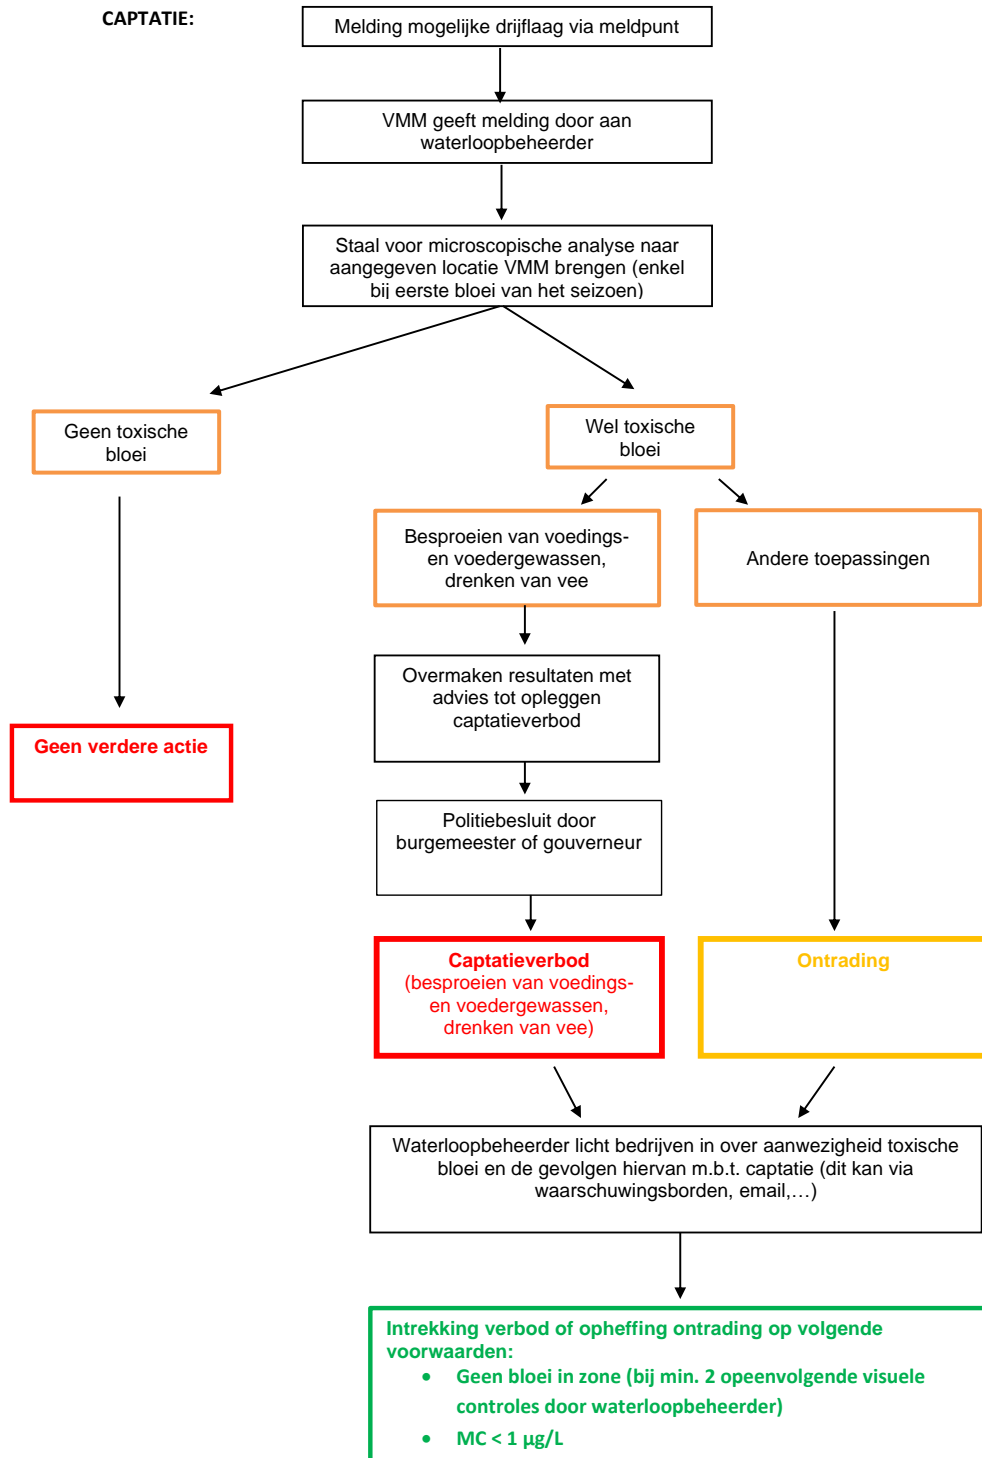 CAPTATIE:
Melding mogelijke drijflaag via meldpunt
VMM geeft melding door aan
waterloopbeheerder
Staal voor microscopische analyse naar
aangegeven locatie VMM brengen (enkel
bij eerste bloei van het seizoen)
Geen toxische
bloei
Wel toxische
bloei
Besproeien van voedings-
en voedergewassen,
drenken van vee
Andere toepassingen
Overmaken resultaten met
advies tot opleggen
captatieverbod
Geen verdere actie
Politiebesluit door
burgemeester of gouverneur
Captatieverbod
(besproeien van voedings-
en voedergewassen,
drenken van vee)
Ontrading
Waterloopbeheerder licht bedrijven in over aanwezigheid toxische
bloei en de gevolgen hiervan m.b.t. captatie (dit kan via
waarschuwingsborden, email,…)
Intrekking verbod of opheffing ontrading op volgende
voorwaarden:
• Geen bloei in zone (bij min. 2 opeenvolgende visuele
controles door waterloopbeheerder)
• MC < 1 µg/L